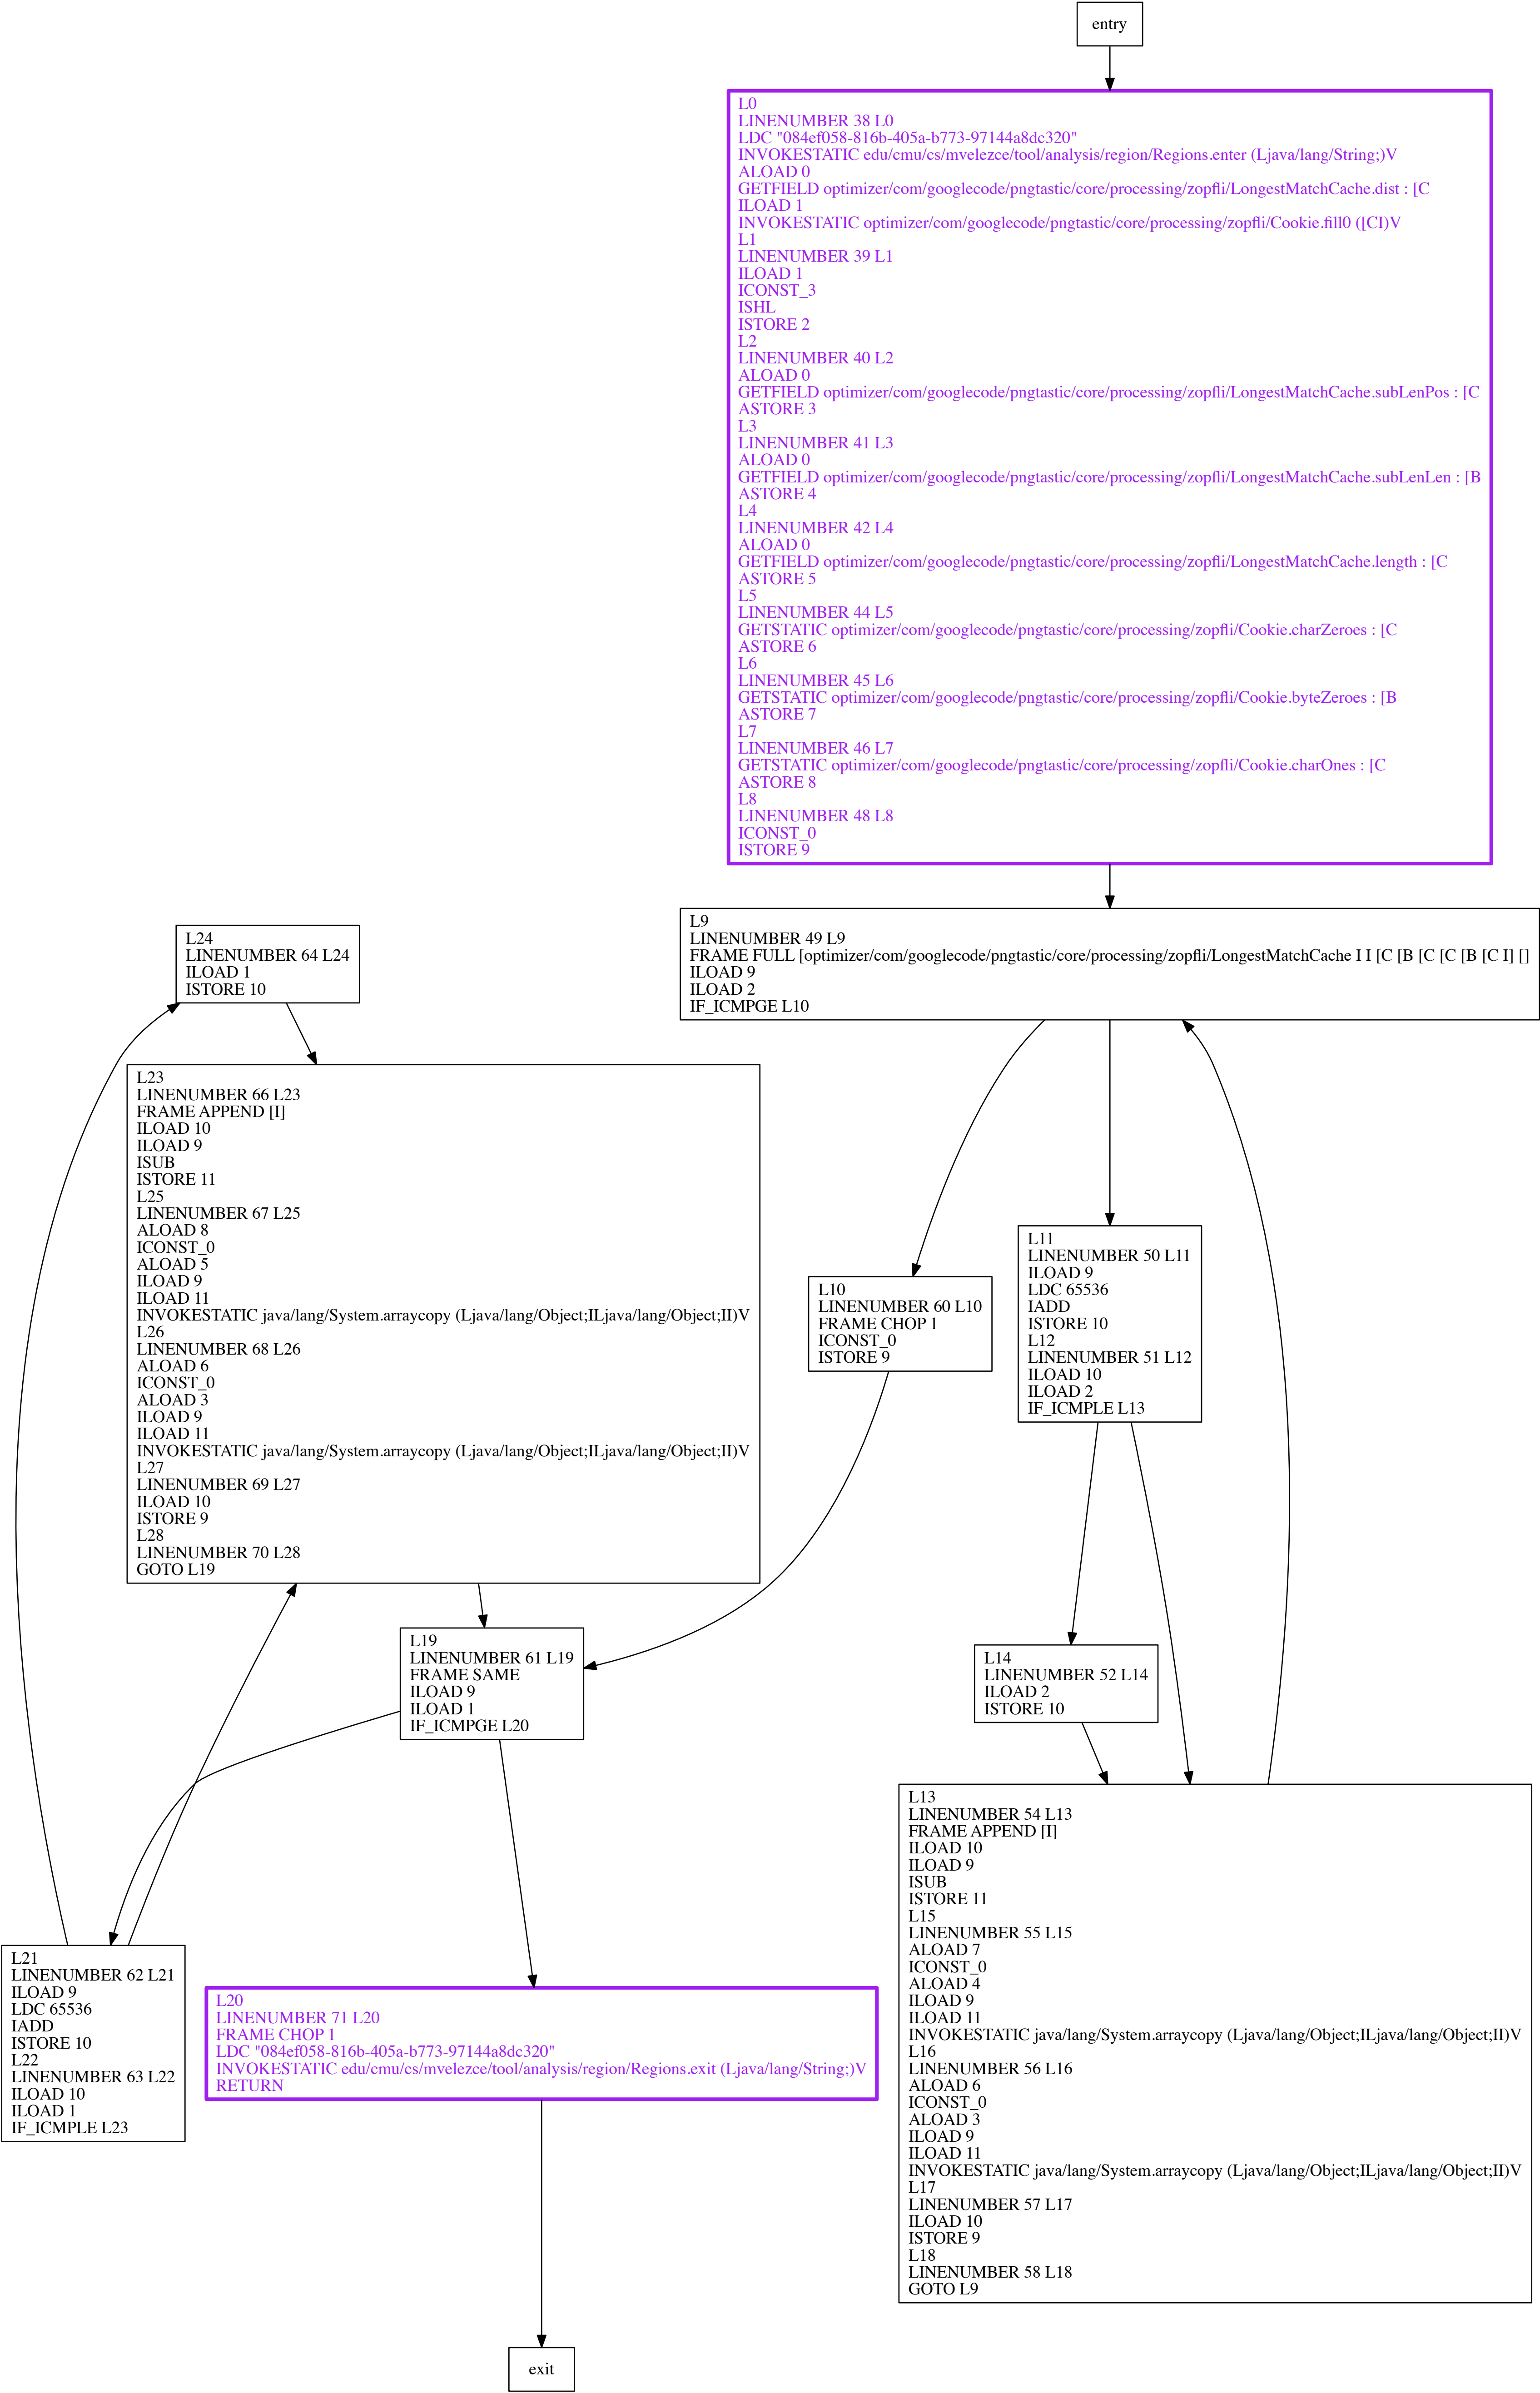 entry
L0
LINENUMBER 38 L0
LDC "084ef058-816b-405a-b773-97144a8dc320"
INVOKESTATIC edu/cmu/cs/mvelezce/tool/analysis/region/Regions.enter (Ljava/lang/String;)V
ALOAD 0
GETFIELD optimizer/com/googlecode/pngtastic/core/processing/zopfli/LongestMatchCache.dist : [C
ILOAD 1
INVOKESTATIC optimizer/com/googlecode/pngtastic/core/processing/zopfli/Cookie.fill0 ([CI)V
L1
LINENUMBER 39 L1
ILOAD 1
ICONST_3
ISHL
ISTORE 2
L2
LINENUMBER 40 L2
ALOAD 0
GETFIELD optimizer/com/googlecode/pngtastic/core/processing/zopfli/LongestMatchCache.subLenPos : [C
ASTORE 3
L3
LINENUMBER 41 L3
ALOAD 0
GETFIELD optimizer/com/googlecode/pngtastic/core/processing/zopfli/LongestMatchCache.subLenLen : [B
ASTORE 4
L4
LINENUMBER 42 L4
ALOAD 0
GETFIELD optimizer/com/googlecode/pngtastic/core/processing/zopfli/LongestMatchCache.length : [C
ASTORE 5
L5
LINENUMBER 44 L5
GETSTATIC optimizer/com/googlecode/pngtastic/core/processing/zopfli/Cookie.charZeroes : [C
ASTORE 6
L6
LINENUMBER 45 L6
GETSTATIC optimizer/com/googlecode/pngtastic/core/processing/zopfli/Cookie.byteZeroes : [B
ASTORE 7
L7
LINENUMBER 46 L7
GETSTATIC optimizer/com/googlecode/pngtastic/core/processing/zopfli/Cookie.charOnes : [C
ASTORE 8
L8
LINENUMBER 48 L8
ICONST_0
ISTORE 9
L9
LINENUMBER 49 L9
FRAME FULL [optimizer/com/googlecode/pngtastic/core/processing/zopfli/LongestMatchCache I I [C [B [C [C [B [C I] []
ILOAD 9
ILOAD 2
IF_ICMPGE L10
L24
LINENUMBER 64 L24
ILOAD 1
ISTORE 10
L23
LINENUMBER 66 L23
FRAME APPEND [I]
ILOAD 10
ILOAD 9
ISUB
ISTORE 11
L25
LINENUMBER 67 L25
ALOAD 8
ICONST_0
ALOAD 5
ILOAD 9
ILOAD 11
INVOKESTATIC java/lang/System.arraycopy (Ljava/lang/Object;ILjava/lang/Object;II)V
L26
LINENUMBER 68 L26
ALOAD 6
ICONST_0
ALOAD 3
ILOAD 9
ILOAD 11
INVOKESTATIC java/lang/System.arraycopy (Ljava/lang/Object;ILjava/lang/Object;II)V
L27
LINENUMBER 69 L27
ILOAD 10
ISTORE 9
L28
LINENUMBER 70 L28
GOTO L19
L10
LINENUMBER 60 L10
FRAME CHOP 1
ICONST_0
ISTORE 9
L11
LINENUMBER 50 L11
ILOAD 9
LDC 65536
IADD
ISTORE 10
L12
LINENUMBER 51 L12
ILOAD 10
ILOAD 2
IF_ICMPLE L13
L19
LINENUMBER 61 L19
FRAME SAME
ILOAD 9
ILOAD 1
IF_ICMPGE L20
L14
LINENUMBER 52 L14
ILOAD 2
ISTORE 10
L13
LINENUMBER 54 L13
FRAME APPEND [I]
ILOAD 10
ILOAD 9
ISUB
ISTORE 11
L15
LINENUMBER 55 L15
ALOAD 7
ICONST_0
ALOAD 4
ILOAD 9
ILOAD 11
INVOKESTATIC java/lang/System.arraycopy (Ljava/lang/Object;ILjava/lang/Object;II)V
L16
LINENUMBER 56 L16
ALOAD 6
ICONST_0
ALOAD 3
ILOAD 9
ILOAD 11
INVOKESTATIC java/lang/System.arraycopy (Ljava/lang/Object;ILjava/lang/Object;II)V
L17
LINENUMBER 57 L17
ILOAD 10
ISTORE 9
L18
LINENUMBER 58 L18
GOTO L9
L21
LINENUMBER 62 L21
ILOAD 9
LDC 65536
IADD
ISTORE 10
L22
LINENUMBER 63 L22
ILOAD 10
ILOAD 1
IF_ICMPLE L23
L20
LINENUMBER 71 L20
FRAME CHOP 1
LDC "084ef058-816b-405a-b773-97144a8dc320"
INVOKESTATIC edu/cmu/cs/mvelezce/tool/analysis/region/Regions.exit (Ljava/lang/String;)V
RETURN
exit